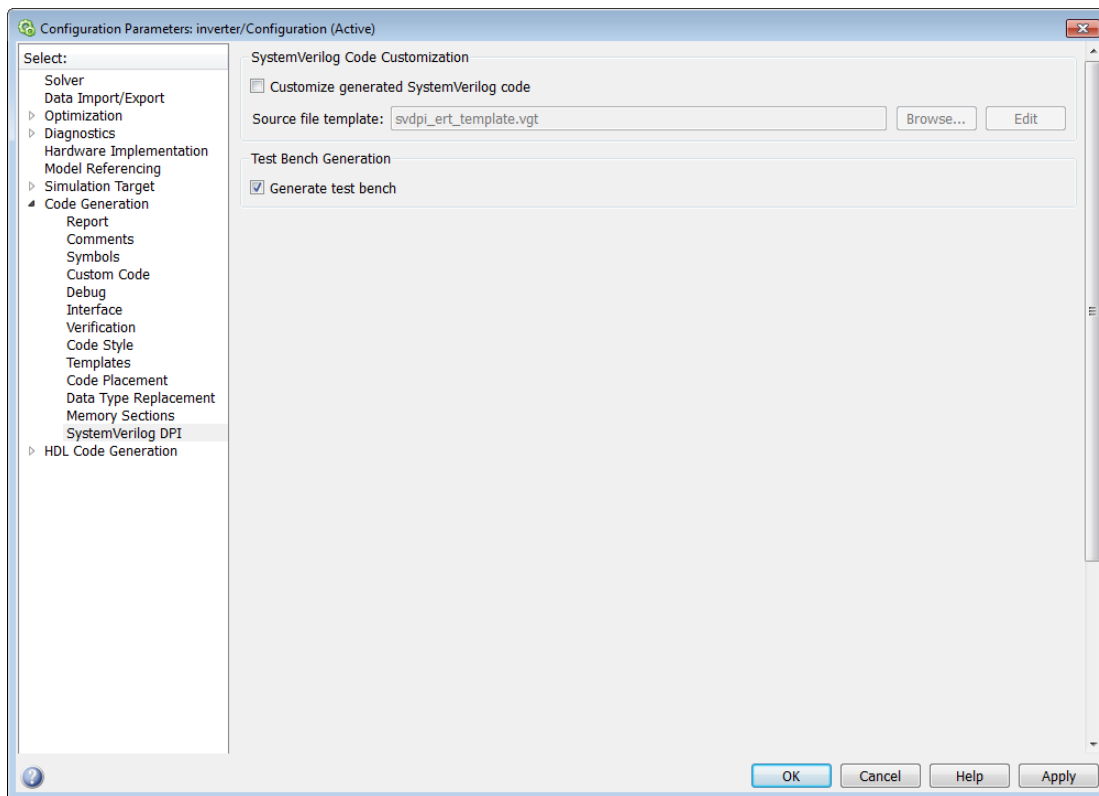 Configuration Parameters: inverter/Configuration (Active)
Select:
Solver
Data Import/Export
Optimization
Diagnostics
Hardware Implementation
Model Referencing
Simulation Target
Code Generation
Report
Comments
Symbols
Custom Code
Debug
Interface
Verification
Code Style
Templates
Code Placement
Data Type Replacement
Memory Sections
SystemVerilog DPI
HDL Code Generation
SystemVerilog Code Customization
Customize generated SystemVerilog code
Source file template: svdpi_ert_template.vgt Browse... Edit
Test Bench Generation
Generate test bench
OK Cancel Help Apply